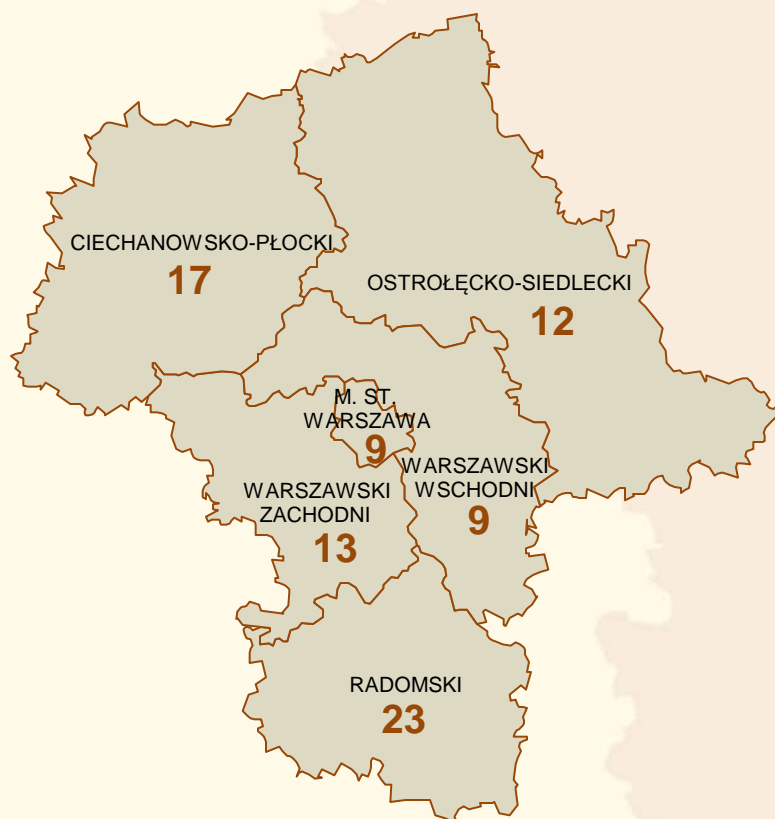 CIECHANOWSKO-PŁOCKI
17
OSTROŁĘCKO-SIEDLECKI
12
M. ST.
WARSZAWA
9
WARSZAWSKI
WSCHODNI
9
WARSZAWSKI
ZACHODNI
13
RADOMSKI
23